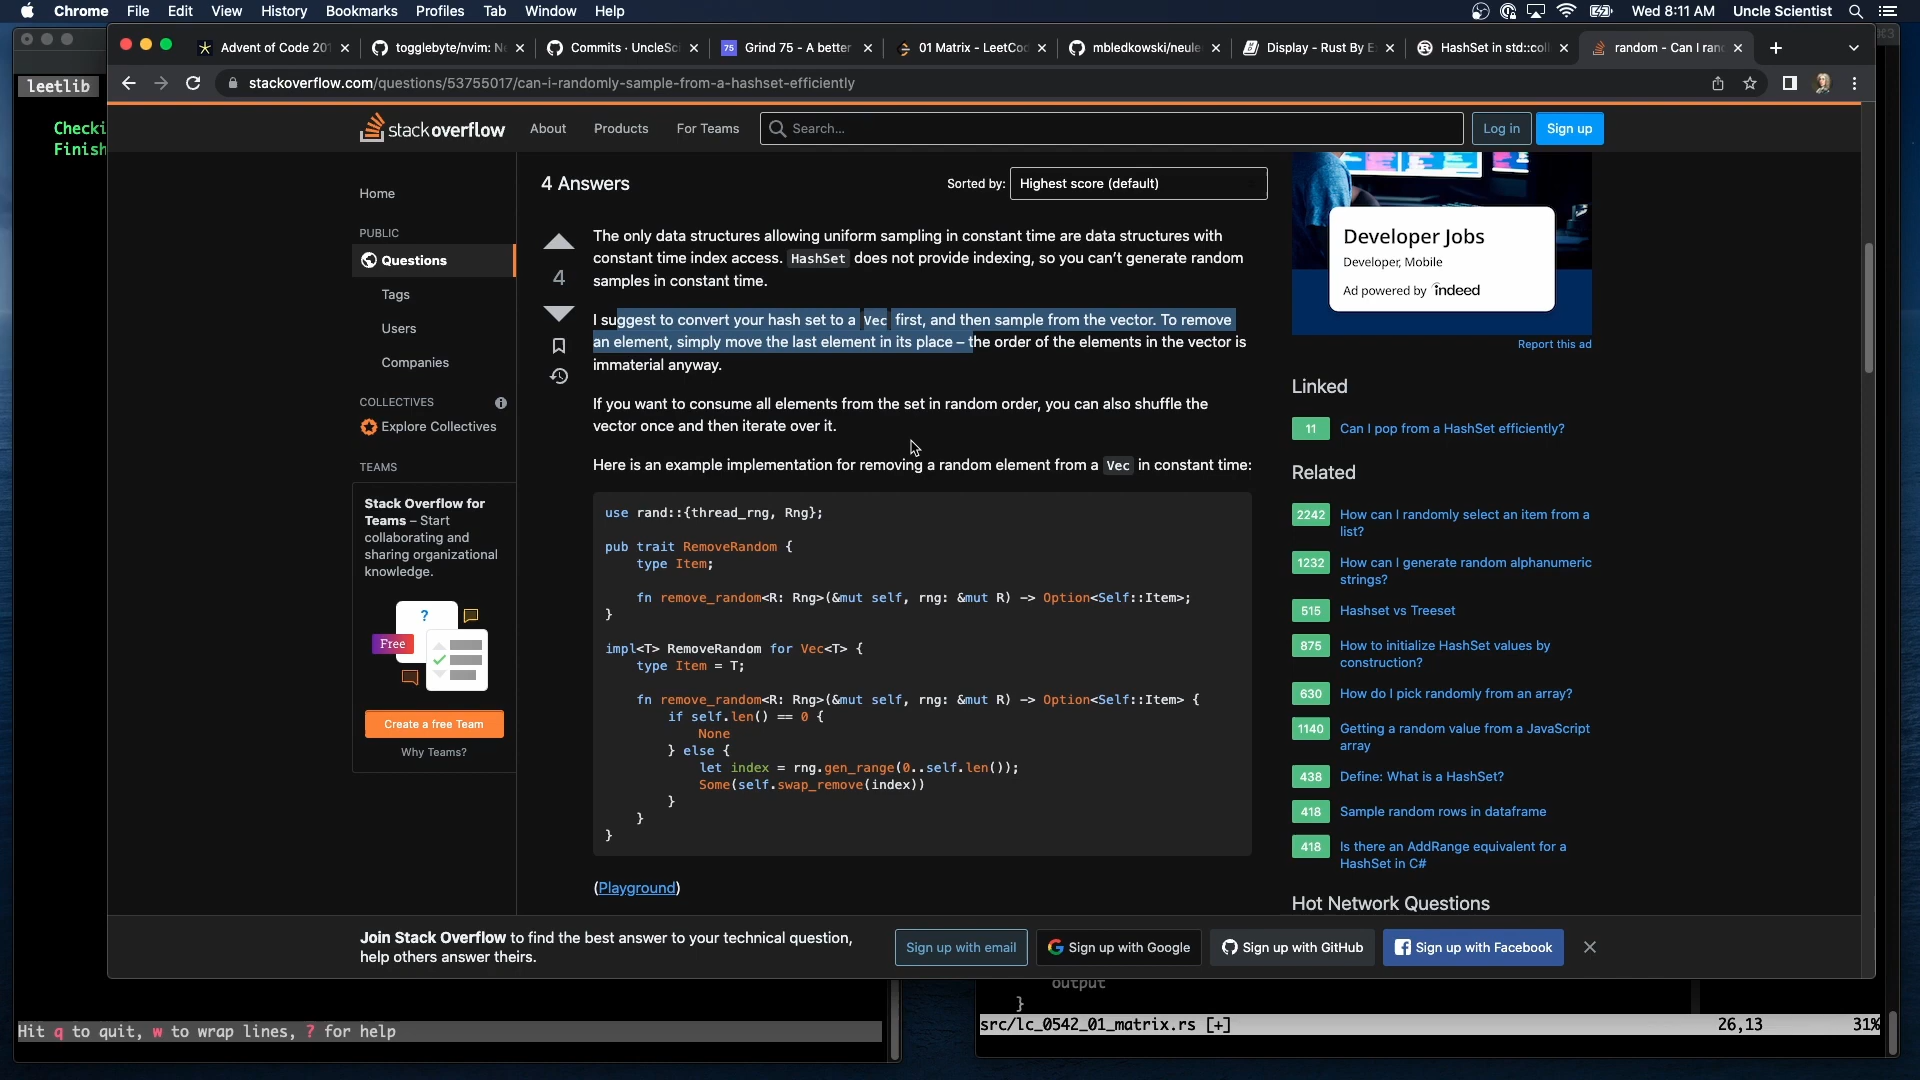 Chrome File Edit View History Bookmarks Profiles Tab Window Help Wed 8:11 AM Uncle Scientist
Advent of Code 201
togglebyte/nvim: N
Commits · UncleSc
75 Grind 75 - A better
01 Matrix - LeetCod
mbledkowski/neule
Display - Rust By E
HashSet in std::coll
random - Can I rand
stackoverflow.com/questions/53755017/can-i-randomly-sample-from-a-hashset-efficiently
leetlib
Checki
Finish
stackoverflow About Products For Teams Search... Log in Sign up
Home
PUBLIC
Questions
Tags
Users
Companies
COLLECTIVES
Explore Collectives
TEAMS
Stack Overflow for
Teams – Start
collaborating and
sharing organizational
knowledge.
?
Free
Create a free Team
Why Teams?
4 Answers
Sorted by: Highest score (default)
4
The only data structures allowing uniform sampling in constant time are data structures with
constant time index access. HashSet does not provide indexing, so you can’t generate random
samples in constant time.
I suggest to convert your hash set to a Vec first, and then sample from the vector. To remove
an element, simply move the last element in its place – the order of the elements in the vector is
immaterial anyway.
If you want to consume all elements from the set in random order, you can also shuffle the
vector once and then iterate over it.
Here is an example implementation for removing a random element from a Vec in constant time:
use rand::{thread_rng, Rng};
pub trait RemoveRandom {
type Item;
fn remove_random<R: Rng>(&mut self, rng: &mut R) -> Option<Self::Item>;
}
impl<T> RemoveRandom for Vec<T> {
type Item = T;
fn remove_random<R: Rng>(&mut self, rng: &mut R) -> Option<Self::Item> {
if self.len() == 0 {
None
} else {
let index = rng.gen_range(0..self.len());
Some(self.swap_remove(index))
}
}
}
(Playground)
Developer Jobs
Developer, Mobile
Ad powered by indeed
Report this ad
Linked
11 Can I pop from a HashSet efficiently?
Related
2242 How can I randomly select an item from a
list?
1232 How can I generate random alphanumeric
strings?
515 Hashset vs Treeset
875 How to initialize HashSet values by
construction?
630 How do I pick randomly from an array?
1140 Getting a random value from a JavaScript
array
438 Define: What is a HashSet?
418 Sample random rows in dataframe
418 Is there an AddRange equivalent for a
HashSet in C#
Hot Network Questions
Join Stack Overflow to find the best answer to your technical question,
help others answer theirs.
Sign up with email
Sign up with Google
Sign up with GitHub
Sign up with Facebook
output
}
Hit q to quit, w to wrap lines, ? for help
src/lc_0542_01_matrix.rs [+] 26,13 31%